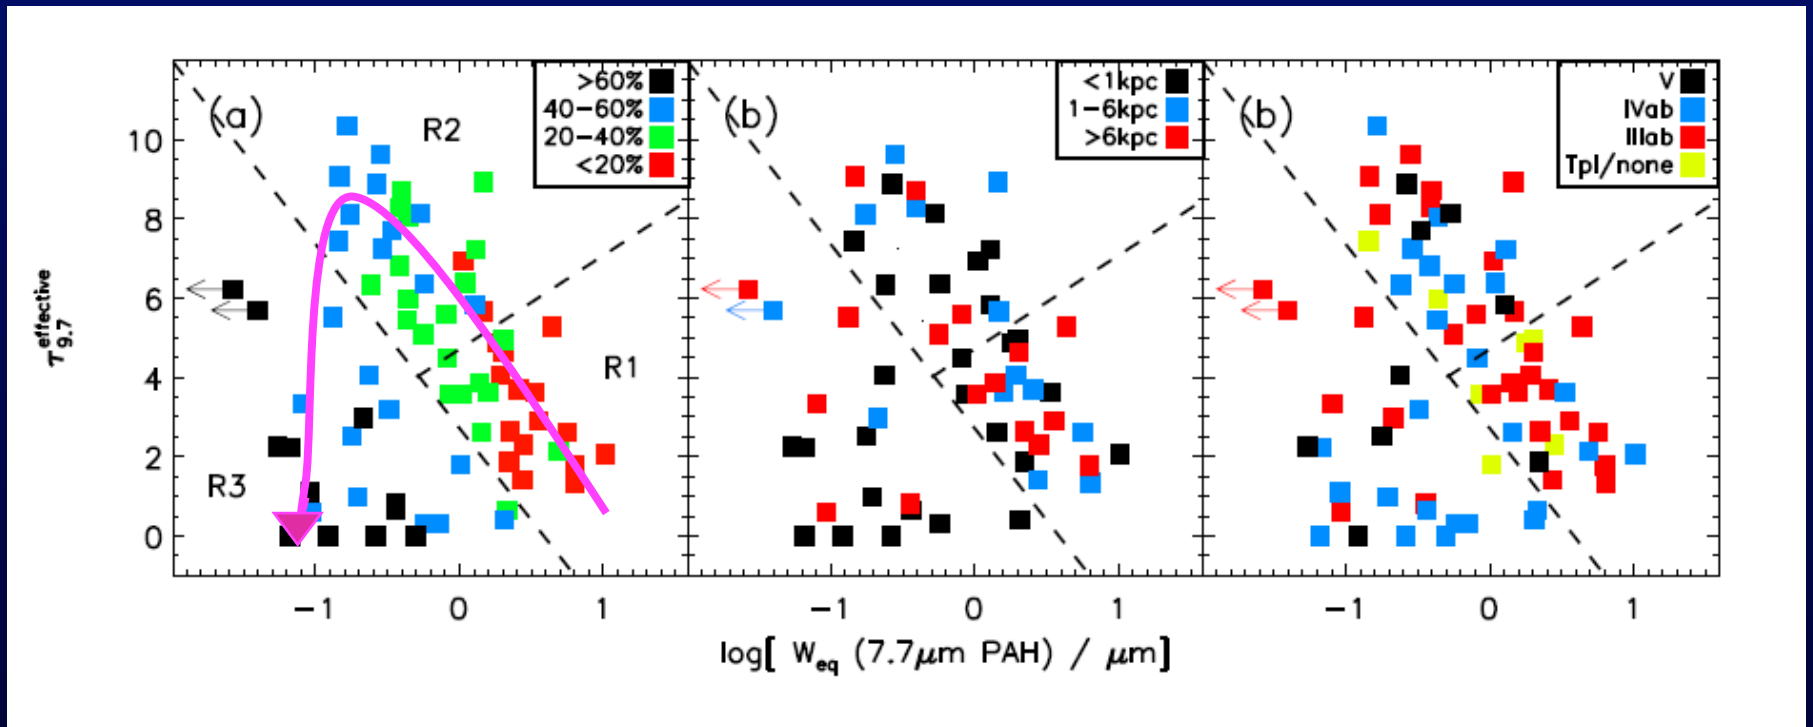 (a)
R2
R1
R3
>60%
40−60%
20−40%
<20%
(b)
<1kpc
1−6kpc
>6kpc
(b)
V
IVab
IIIab
Tpl/none
10
8
6
4
2
0
τ9.7 effective
−1 0 1
−1 0 1
−1 0 1
log[ Weq (7.7μm PAH) / μm]